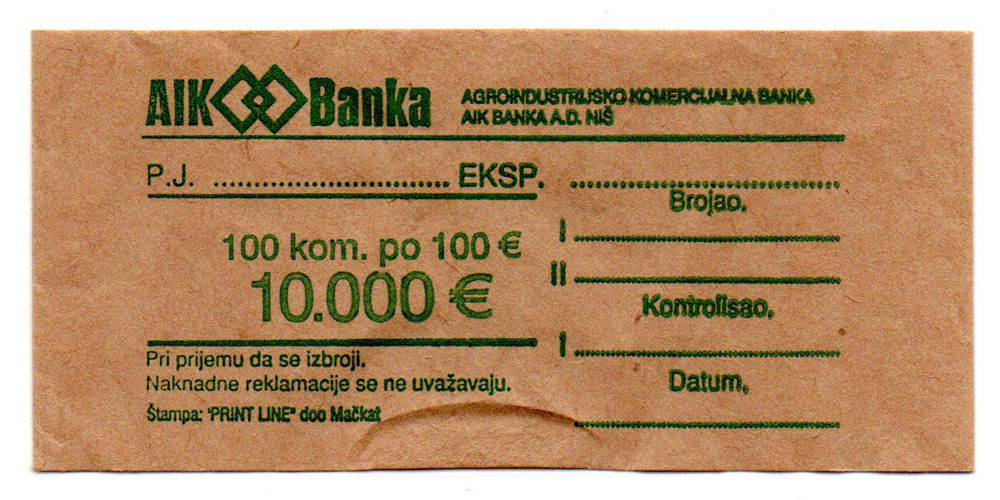 AIK Banka
AGROINDUSTRIJSKO KOMERCIJALNA BANKA
AIK BANKA A.D. NIŠ
P.J. ............................. EKSP. .................................
Brojao,
I .................................
100 kom. po 100 €
II .................................
10.000 €
Kontrolisao,
I .................................
Pri prijemu da se izbroji.
Naknadne reklamacije se ne uvažavaju.
Datum,
Štampa: "PRINT LINE" doo Mačkat
.................................